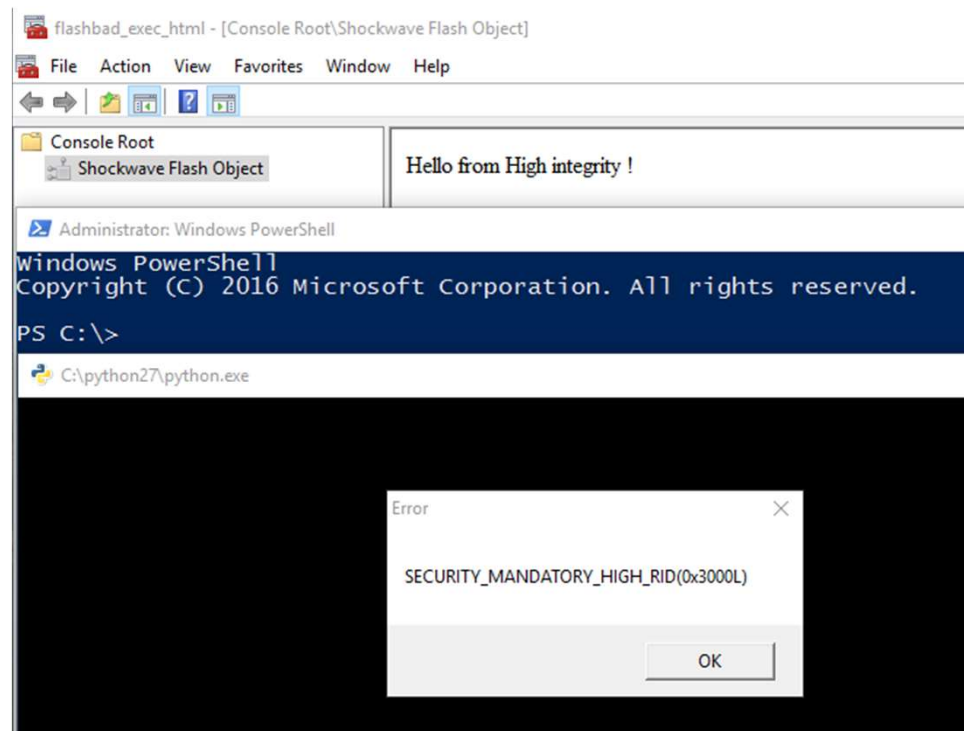 flashbad_exec_html - [Console Root\Shockwave Flash Object]
File Action View Favorites Window Help
Console Root
Shockwave Flash Object
Hello from High integrity !
Administrator: Windows PowerShell
Windows PowerShell
Copyright (C) 2016 Microsoft Corporation. All rights reserved.
PS C:\>
C:\python27\python.exe
Error
SECURITY_MANDATORY_HIGH_RID(0x3000L)
OK